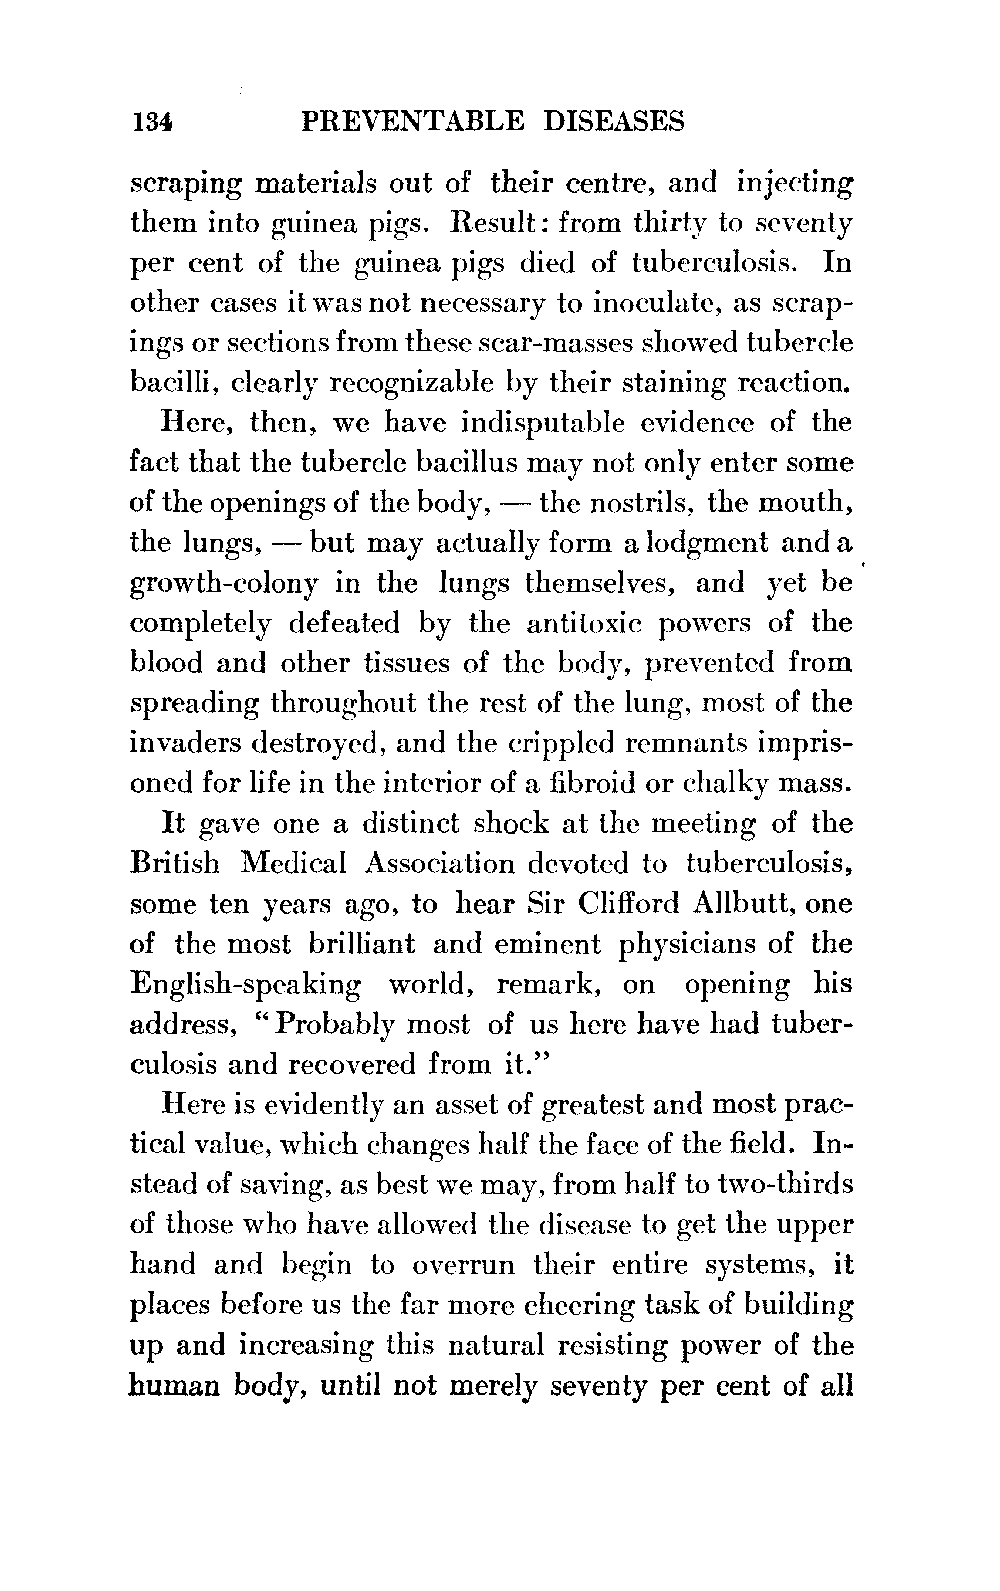 134 PREVENTABLE DISEASES
scraping materials out of their centre, and injecting
them into guinea pigs. Result: from thirty to seventy
per cent of the guinea pigs died of tuberculosis. In
other cases it was not necessary to inoculate, as scrap-
ings or sections from these scar-masses showed tubercle
bacilli, clearly recognizable by their staining reaction.
Here, then, we have indisputable evidence of the
fact that the tubercle bacillus may not only enter some
of the openings of the body, — the nostrils, the mouth,
the lungs, — but may actually form a lodgment and a
growth-colony in the lungs themselves, and yet be
completely defeated by the antitoxic powers of the
blood and other tissues of the body, prevented from
spreading throughout the rest of the lung, most of the
invaders destroyed, and the crippled remnants impris-
oned for life in the interior of a fibroid or chalky mass.
It gave one a distinct shock at the meeting of the
British Medical Association devoted to tuberculosis,
some ten years ago, to hear Sir Clifford Allbutt, one
of the most brilliant and eminent physicians of the
English-speaking world, remark, on opening his
address, “Probably most of us here have had tuber-
culosis and recovered from it.”
Here is evidently an asset of greatest and most prac-
tical value, which changes half the face of the field. In-
stead of saving, as best we may, from half to two-thirds
of those who have allowed the disease to get the upper
hand and begin to overrun their entire systems, it
places before us the far more cheering task of building
up and increasing this natural resisting power of the
human body, until not merely seventy per cent of all